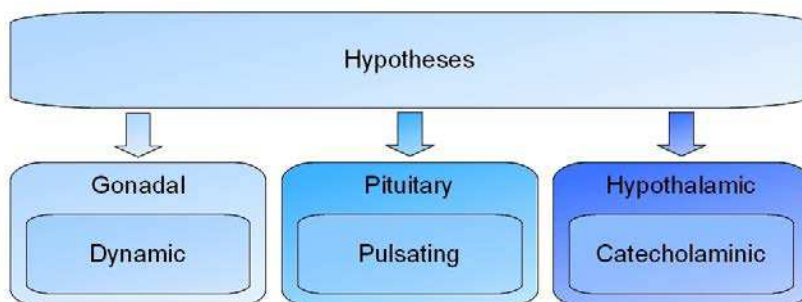 Hypotheses
Gonadal
Pituitary
Hypothalamic
Dynamic
Pulsating
Catecholaminic